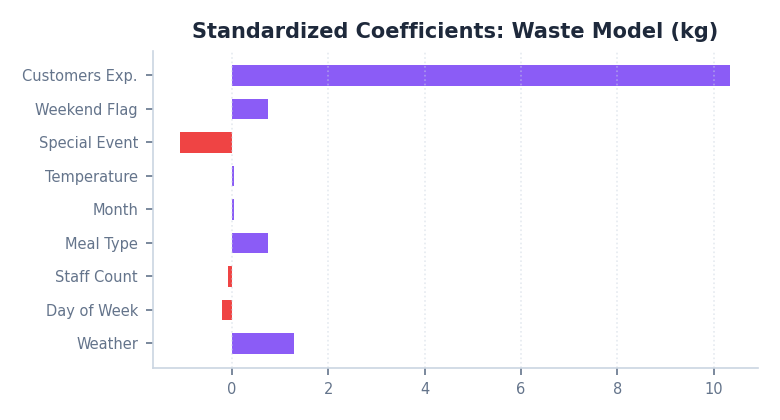 Standardized Coefficients: Waste Model (kg)
Customers Exp.
Weekend Flag
Special Event
Temperature
Month
Meal Type
Staff Count
Day of Week
Weather
0 2 4 6 8 10